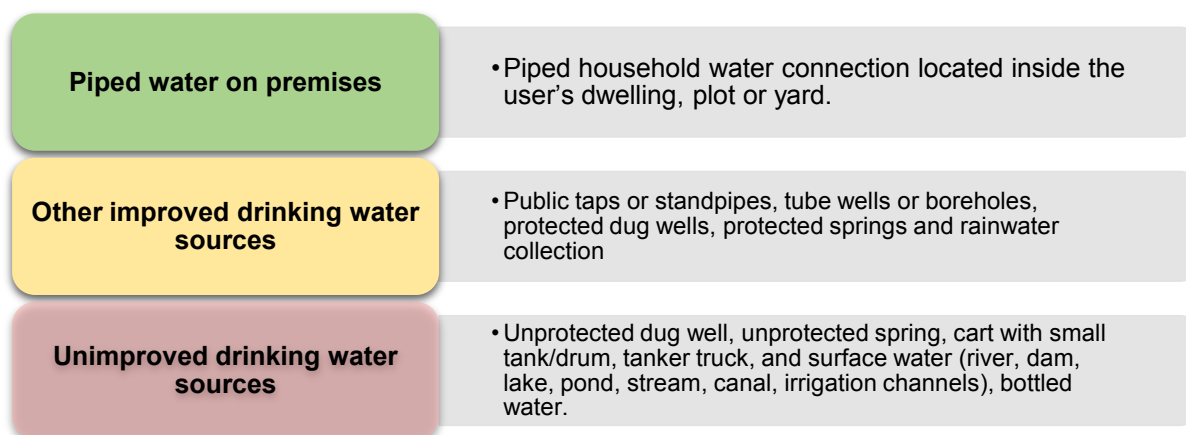 Piped water on premises
•Piped household water connection located inside the
user's dwelling, plot or yard.
Other improved drinking water
sources
•Public taps or standpipes, tube wells or boreholes,
protected dug wells, protected springs and rainwater
collection
Unimproved drinking water
sources
•Unprotected dug well, unprotected spring, cart with small
tank/drum, tanker truck, and surface water (river, dam,
lake, pond, stream, canal, irrigation channels), bottled
water.